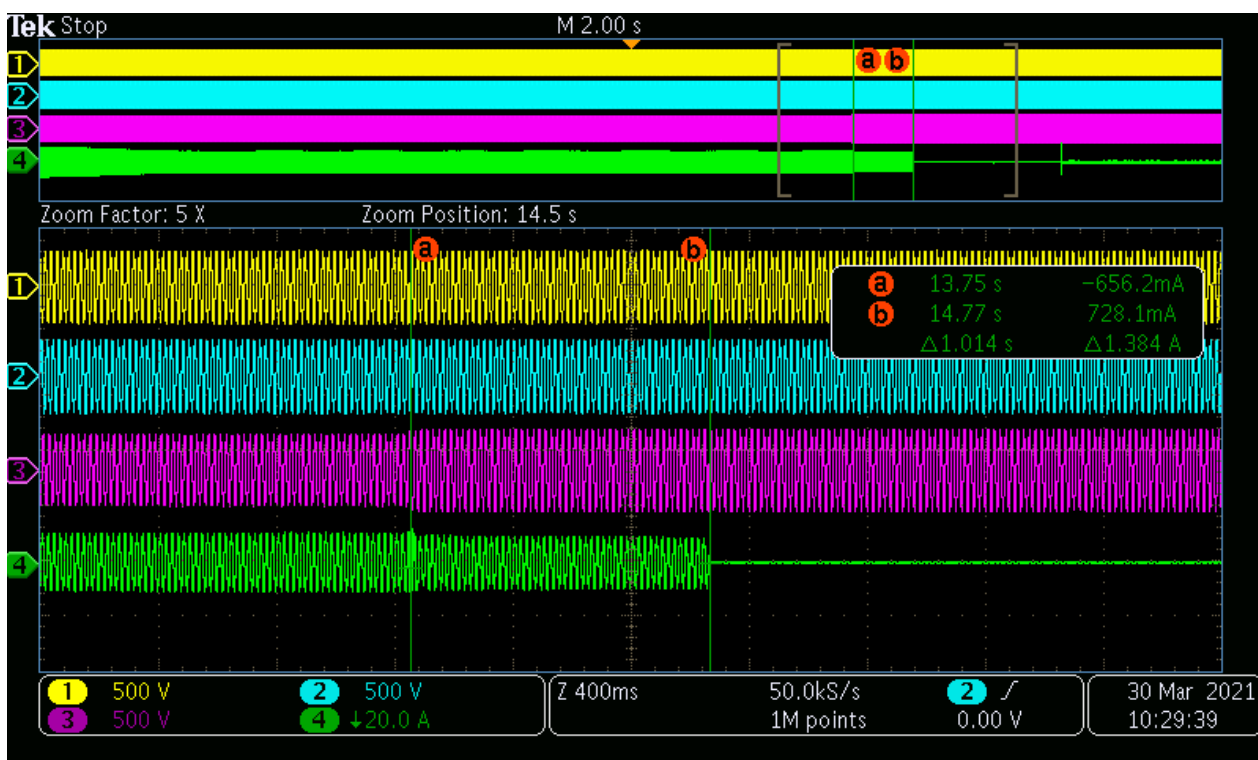 Tek Stop M 2.00 s
1
a b
2
3
4
Zoom Factor: 5 X Zoom Position: 14.5 s
a b
1
a 13.75 s -656.2mA
b 14.77 s 728.1mA
△1.014 s △1.384 A
2
3
4
1 500 V 2 500 V Z 400ms 50.0kS/s 2 30 Mar 2021
3 500 V 4 ↓20.0 A 1M points 0.00 V 10:29:39